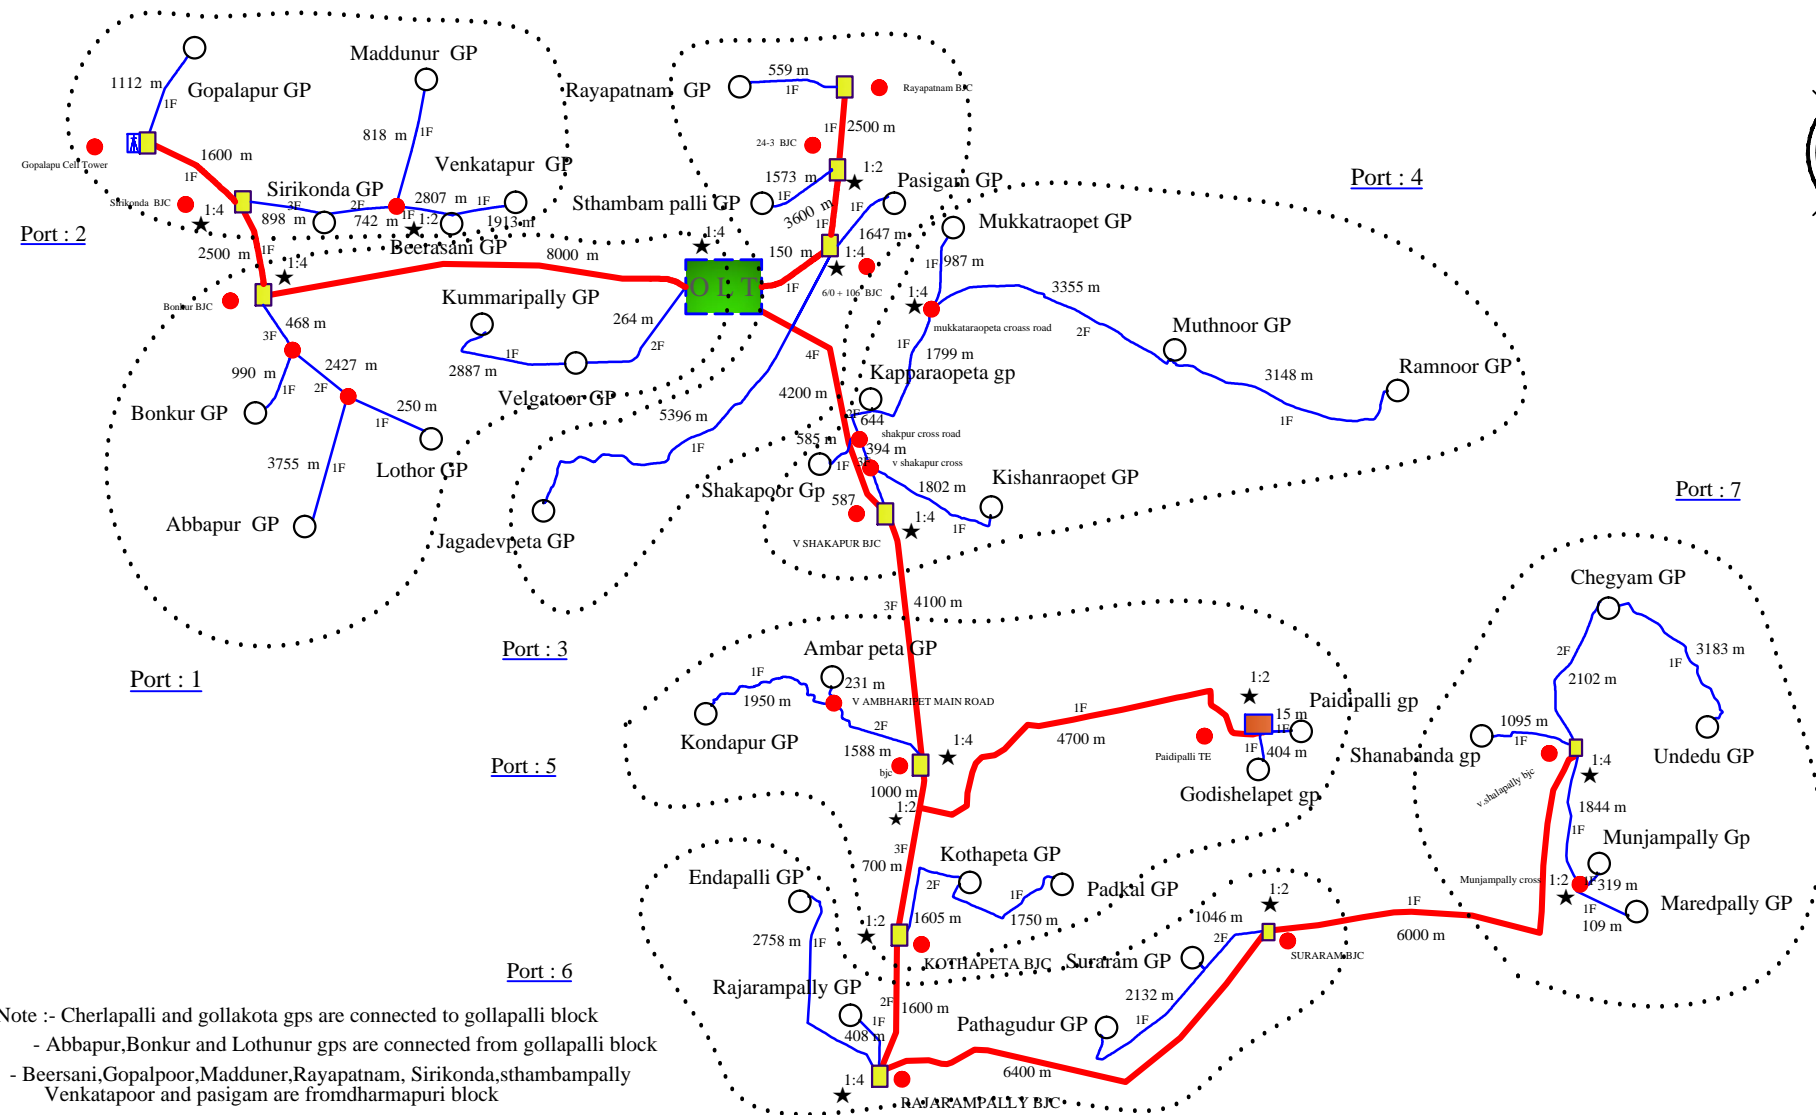 Maddunur GP
1112 m
1F
Gopalapur GP
818 m
1F
Gopalapu Cell Tower
1600 m
1F
Venkatapur GP
Sirikonda GP
2807 m
1F
Sirikonda BJC
1:4
3F
898 m
2F
742 m
1F
1:2
1913 m
Beerasani GP
Port : 2
2500 m
1F
8000 m
1:4
Bonkur BJC
1:4
559 m
1F
Rayapatnam GP
Rayapatnam BJC
1F
2500 m
24-3 BJC
1573 m
1F
1:2
Sthambam palli GP
Pasigam GP
3600 m
1F
1F
1647 m
150 m
1F
1:4
6/0 + 106 BJC
O L T
Port : 4
Mukkatraopet GP
1F
987 m
1:4
3355 m
2F
mukkataraopeta croass road
Muthnoor GP
Ramnoor GP
3148 m
1F
1F
1799 m
Kapparaopeta gp
Kummaripally GP
264 m
2F
1F
2887 m
Velgatoor GP
468 m
3F
2427 m
2F
990 m
1F
Bonkur GP
250 m
1F
Lothor GP
3755 m
1F
Abbapur GP
4F
4200 m
5396 m
1F
2F
644
shakpur cross road
585 m
1F
394 m
3F
v shakapur cross
Shakapoor Gp
1802 m
1F
Kishanraopet GP
587
1:4
V SHAKAPUR BJC
Jagadevpeta GP
Port : 7
Chegyam GP
3F
4100 m
Port : 3
Port : 1
Ambar peta GP
1F
1950 m
231 m
V AMBHARIPET MAIN ROAD
2F
1588 m
Kondapur GP
1:4
bjc
Port : 5
1000 m
1:2
1F
4700 m
1:2
15 m
1F
Paidipalli gp
Paidipalli TE
1F
404 m
Godishelapet gp
2F
2102 m
3183 m
1F
1095 m
1F
Shanabanda gp
Undedu GP
v.shalapally bjc
1:4
1844 m
1F
Munjampally Gp
Munjampally cross
1:2
1F
319 m
1F
109 m
Maredpally GP
3F
700 m
Kothapeta GP
2F
1F
1750 m
Padkal GP
1605 m
1:2
KOTHAPETA BJC
Endapalli GP
2758 m
1F
1:2
1046 m
2F
SURARAM BJC
1F
6000 m
Suraram GP
2132 m
1F
Pathagudur GP
Port : 6
Rajarampally GP
2F
1600 m
1F
408 m
6400 m
1:4
RAJARAMPALLY BJC
Note :- Cherlapalli and gollakota gps are connected to gollapalli block
- Abbapur,Bonkur and Lothunur gps are connected from gollapalli block
- Beersani,Gopalpoor,Madduner,Rayapatnam, Sirikonda,sthambampally
Venkatapoor and pasigam are fromdharmapuri block